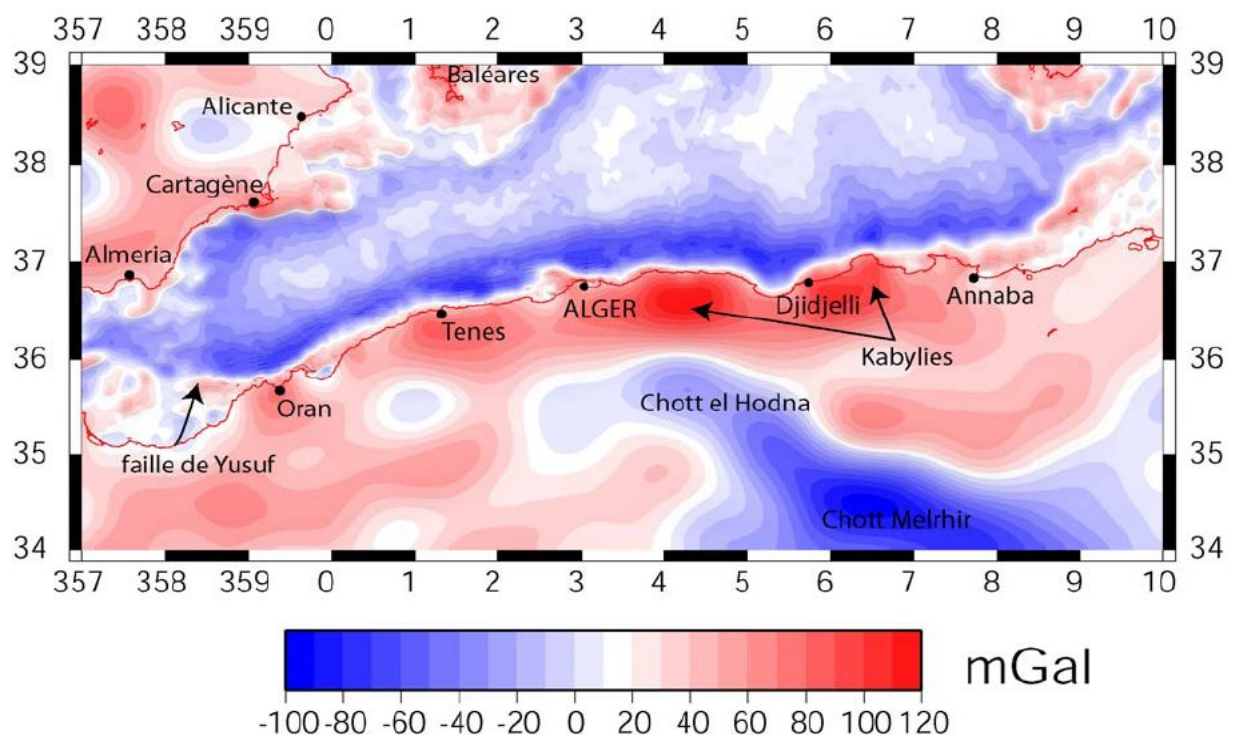 357 358 359 0 1 2 3 4 5 6 7 8 9 10
39 39
Baléares
Alicante
38 38
Cartagène
Almeria
37 37
Annaba
ALGER
Djidjelli
Tenes
Kabylies
36 36
Chott el Hodna
Oran
35 35
faille de Yusuf
Chott Melrhir
34 34
357 358 359 0 1 2 3 4 5 6 7 8 9 10
mGal
-100 -80 -60 -40 -20 0 20 40 60 80 100 120